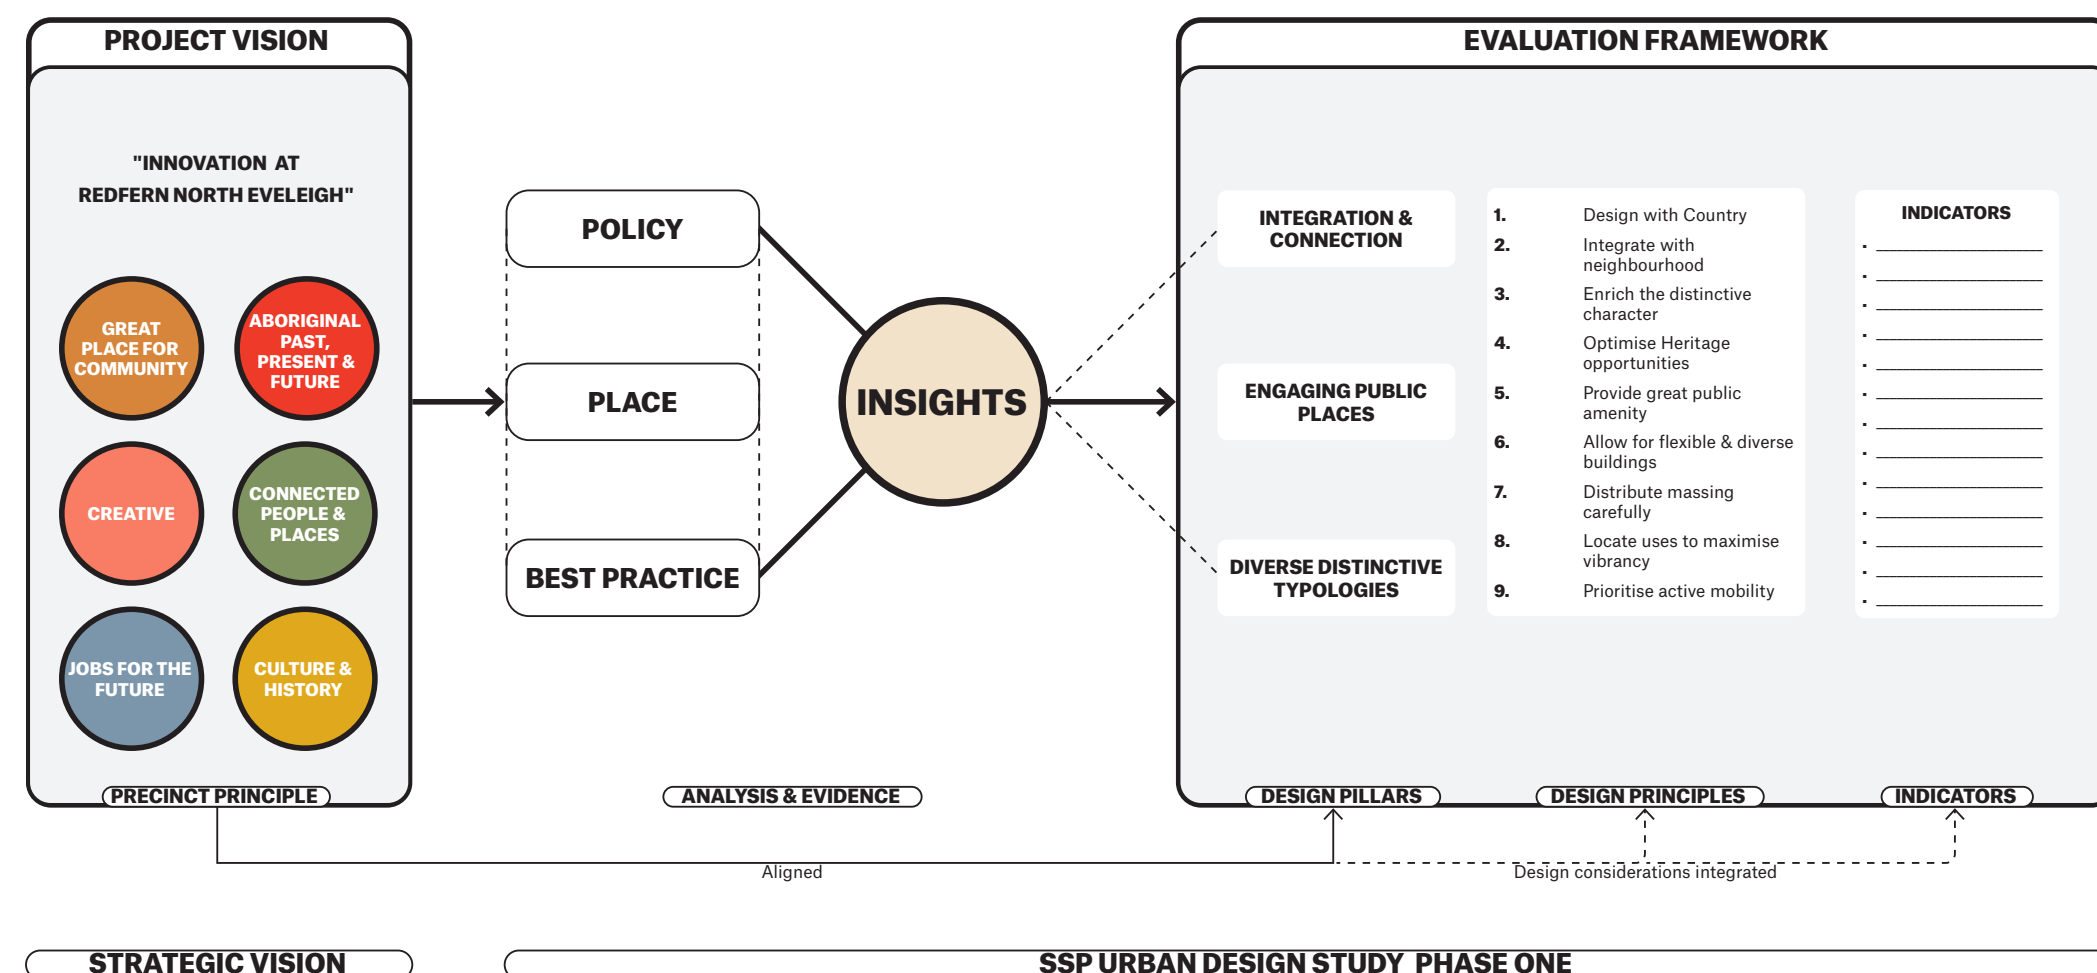 PROJECT VISION
"INNOVATION AT
REDFERN NORTH EVELEIGH"
GREAT
PLACE FOR
COMMUNITY
ABORIGINAL
PAST,
PRESENT &
FUTURE
CREATIVE
CONNECTED
PEOPLE &
PLACES
JOBS FOR THE
FUTURE
CULTURE &
HISTORY
PRECINCT PRINCIPLE
POLICY
PLACE
BEST PRACTICE
INSIGHTS
ANALYSIS & EVIDENCE
EVALUATION FRAMEWORK
INTEGRATION &
CONNECTION
ENGAGING PUBLIC
PLACES
DIVERSE DISTINCTIVE
TYPOLOGIES
1. Design with Country
2. Integrate with
neighbourhood
3. Enrich the distinctive
character
4. Optimise Heritage
opportunities
5. Provide great public
amenity
6. Allow for flexible & diverse
buildings
7. Distribute massing
carefully
8. Locate uses to maximise
vibrancy
9. Prioritise active mobility
INDICATORS
DESIGN PILLARS
DESIGN PRINCIPLES
INDICATORS
Aligned
Design considerations integrated
STRATEGIC VISION
SSP URBAN DESIGN STUDY PHASE ONE